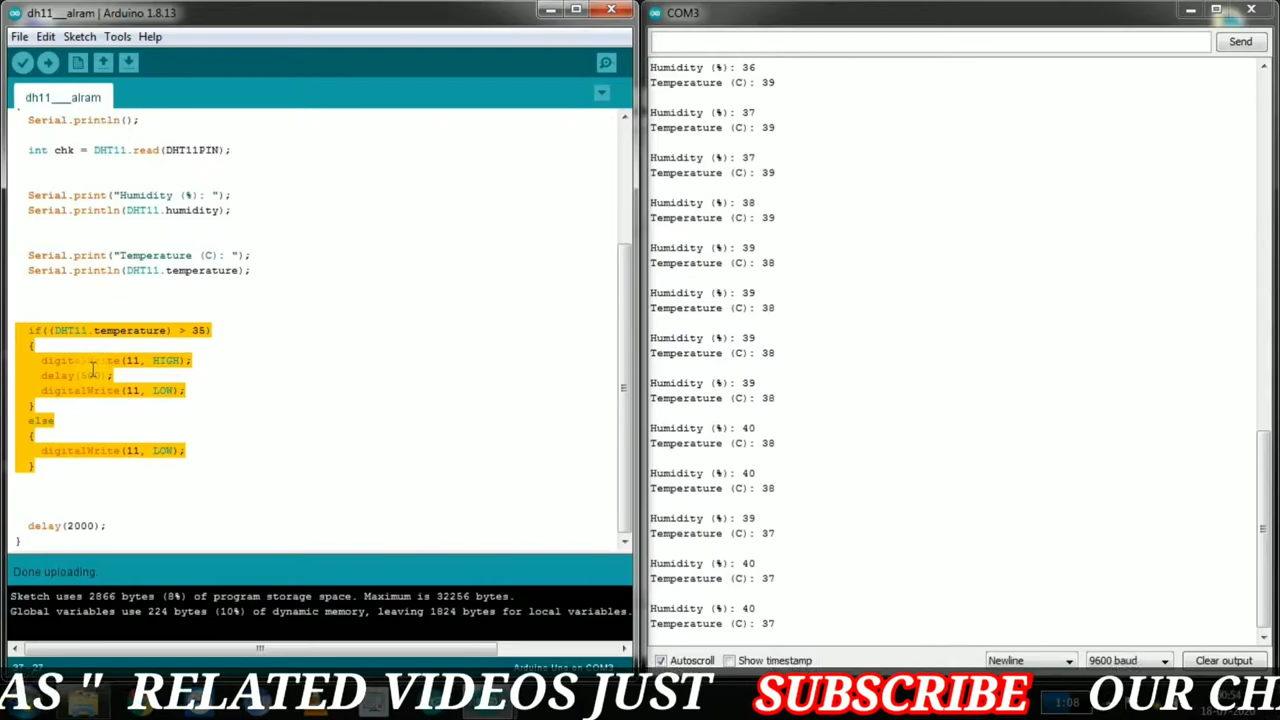 dh11___alram | Arduino 1.8.13
File Edit Sketch Tools Help
dh11___alram
Serial.println();
int chk = DHT11.read(DHT11PIN);
Serial.print("Humidity (%): ");
Serial.println(DHT11.humidity);
Serial.print("Temperature (C): ");
Serial.println(DHT11.temperature);
if((DHT11.temperature) > 35)
{
digitalWrite(11, HIGH);
delay(500);
digitalWrite(11, LOW);
}
else
{
digitalWrite(11, LOW);
}
delay(2000);
}
Done uploading.
Sketch uses 2866 bytes (8%) of program storage space. Maximum is 32256 bytes.
Global variables use 224 bytes (10%) of dynamic memory, leaving 1824 bytes for local variables.
Arduino Uno on COM3
COM3
Send
Humidity (%): 36
Temperature (C): 39
Humidity (%): 37
Temperature (C): 39
Humidity (%): 37
Temperature (C): 39
Humidity (%): 38
Temperature (C): 39
Humidity (%): 39
Temperature (C): 38
Humidity (%): 39
Temperature (C): 38
Humidity (%): 39
Temperature (C): 38
Humidity (%): 39
Temperature (C): 38
Humidity (%): 40
Temperature (C): 38
Humidity (%): 40
Temperature (C): 38
Humidity (%): 39
Temperature (C): 37
Humidity (%): 40
Temperature (C): 37
Humidity (%): 40
Temperature (C): 37
Autoscroll Show timestamp Newline 9600 baud Clear output
AS " RELATED VIDEOS JUST SUBSCRIBE OUR CH
1:08